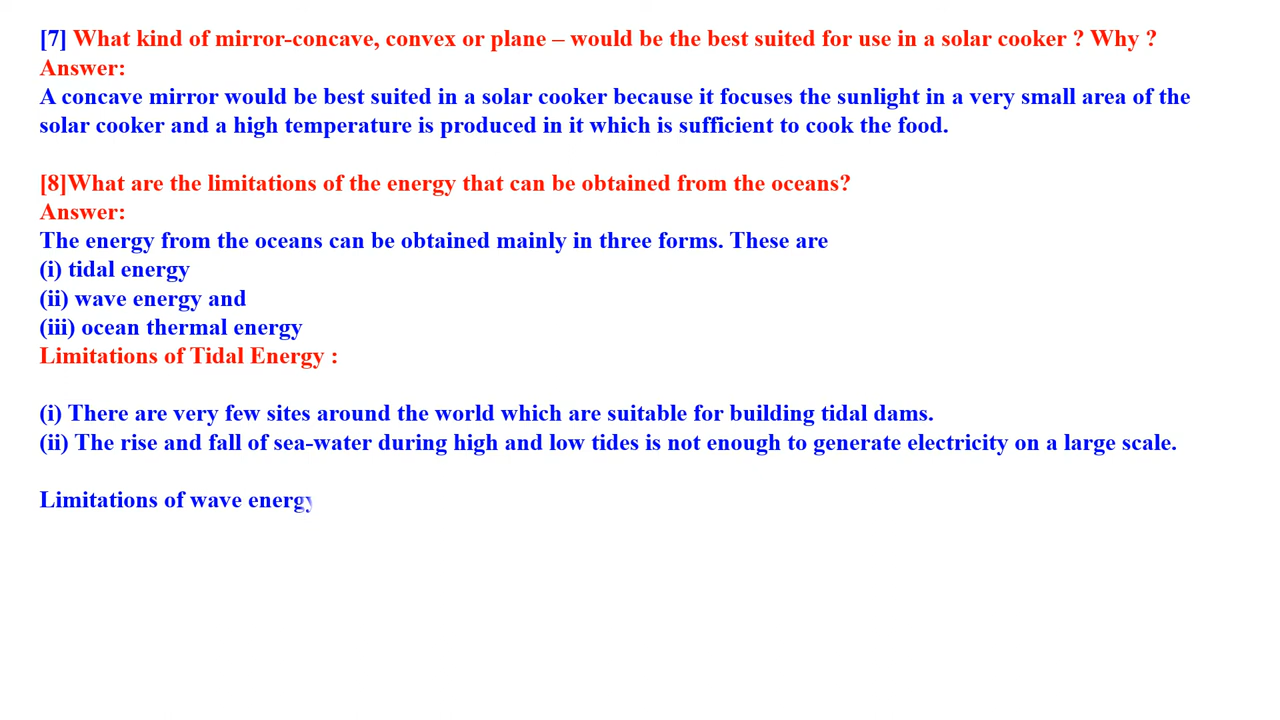 [7] What kind of mirror-concave, convex or plane – would be the best suited for use in a solar cooker ? Why ?
Answer:
A concave mirror would be best suited in a solar cooker because it focuses the sunlight in a very small area of the
solar cooker and a high temperature is produced in it which is sufficient to cook the food.
[8]What are the limitations of the energy that can be obtained from the oceans?
Answer:
The energy from the oceans can be obtained mainly in three forms. These are
(i) tidal energy
(ii) wave energy and
(iii) ocean thermal energy
Limitations of Tidal Energy :
(i) There are very few sites around the world which are suitable for building tidal dams.
(ii) The rise and fall of sea-water during high and low tides is not enough to generate electricity on a large scale.
Limitations of wave energy